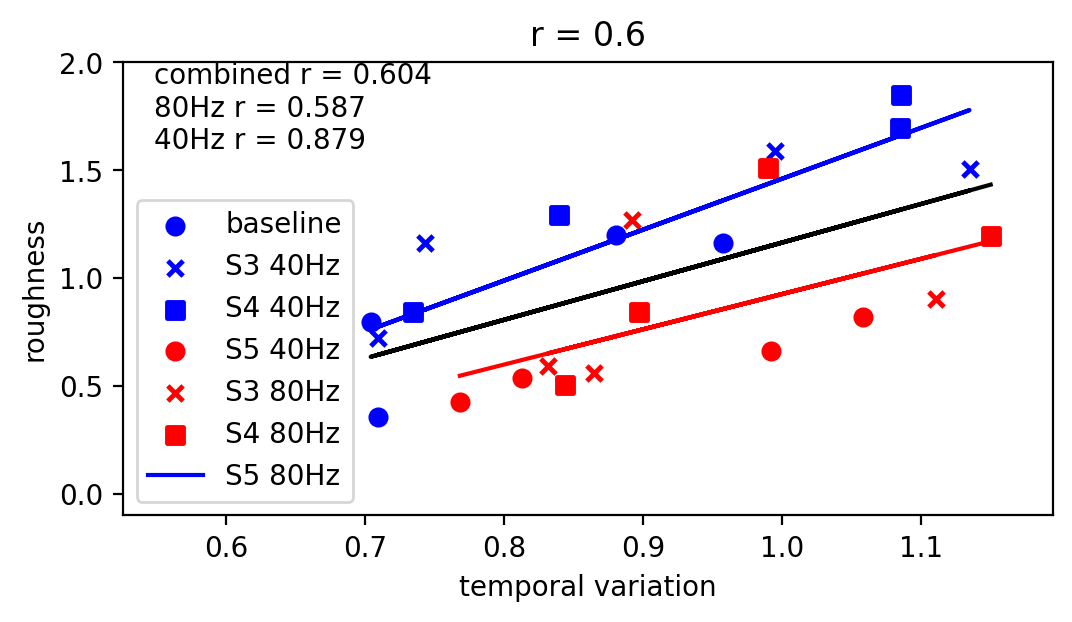 r = 0.6
combined r = 0.604
80Hz r = 0.587
40Hz r = 0.879
baseline
S3 40Hz
S4 40Hz
S5 40Hz
S3 80Hz
S4 80Hz
S5 80Hz
roughness
2.0
1.5
1.0
0.5
0.0
0.6 0.7 0.8 0.9 1.0 1.1
temporal variation